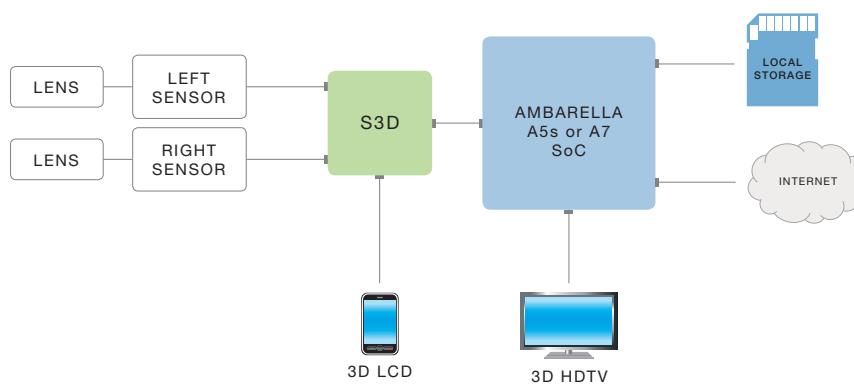 LENS
LEFT
SENSOR
LENS
RIGHT
SENSOR
S3D
AMBARELLA
A5s or A7
SoC
LOCAL
STORAGE
INTERNET
3D LCD
3D HDTV